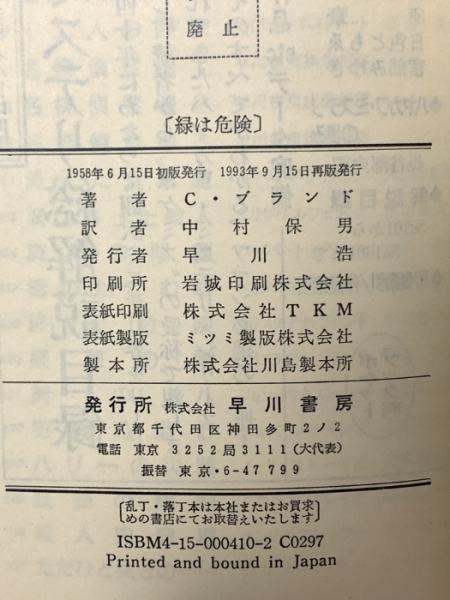 廃止
〔緑は危険〕
1958年6月15日初版発行 1993年9月15日再版発行
著者 C・ブランド
訳者 中村保男
発行者 早川浩
印刷所 岩城印刷株式会社
表紙印刷 株式会社TKM
表紙製版 ミツミ製版株式会社
製本所 株式会社川島製本所
発行所 株式会社 早川書房
東京都千代田区神田多町2ノ2
電話 東京 3252局3111(大代表)
振替 東京・6-47799
〔乱丁・落丁本は本社またはお買求
めの書店にてお取替えいたします〕
ISBM4-15-000410-2 C0297
Printed and bound in Japan